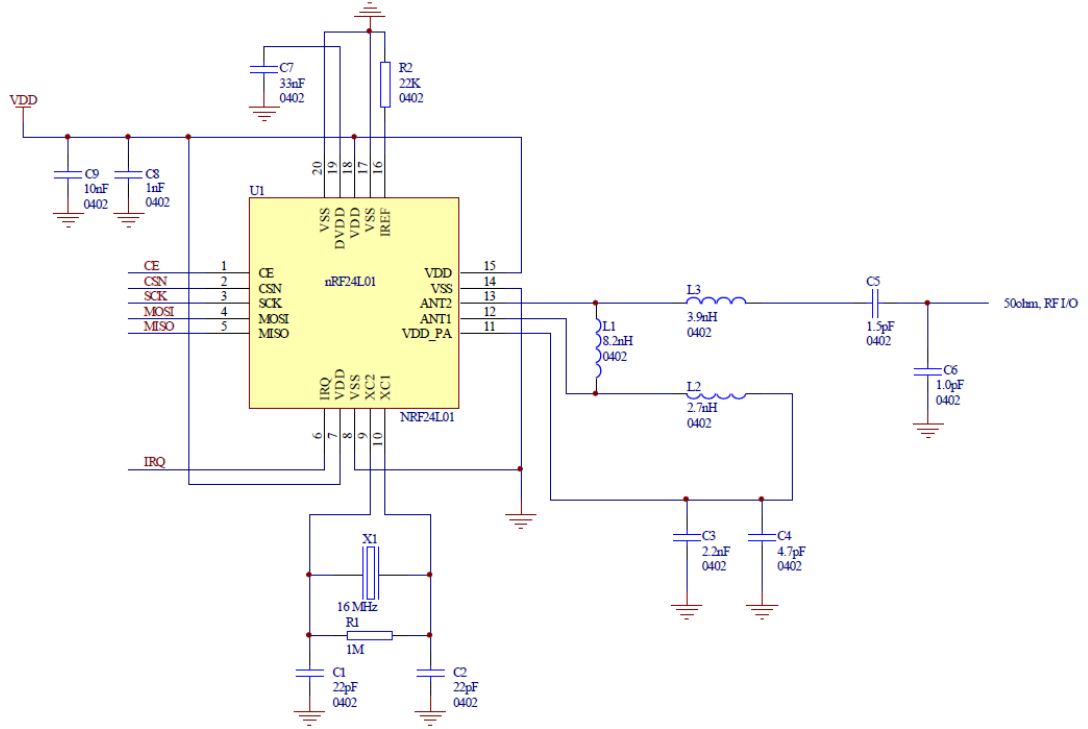 C7
33nF
0402
R2
22K
0402
VDD
C9
10nF
0402
C8
1nF
0402
U1
20
19
18
17
16
VSS
DVDD
VDD
VSS
IREF
CE
1
CE
CSN
2
CSN
SCK
3
SCK
MOSI
4
MOSI
MISO
5
MISO
nRF24L01
VDD
15
VSS
14
ANT2
13
ANT1
12
VDD_PA
11
IRQ
VDD
VSS
XC2
XC1
NRF24L01
6
7
8
9
10
IRQ
L3
3.9nH
0402
C5
1.5pF
0402
50ohm, RF I/O
L1
8.2nH
0402
C6
1.0pF
0402
L2
2.7nH
0402
C3
2.2nF
0402
C4
4.7pF
0402
X1
16 MHz
R1
1M
C1
22pF
0402
C2
22pF
0402